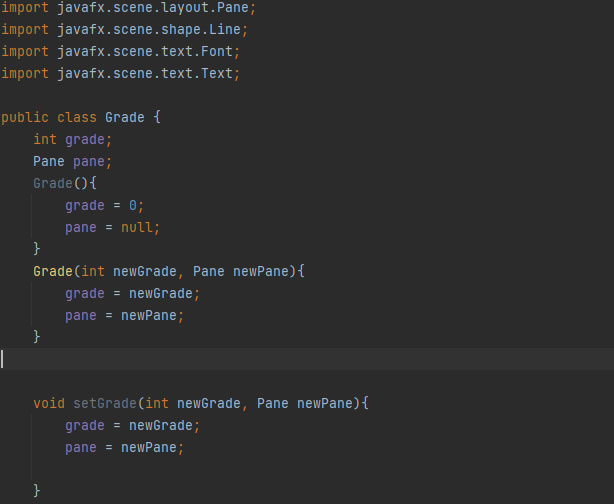 import javafx.scene.layout.Pane;
import javafx.scene.shape.Line;
import javafx.scene.text.Font;
import javafx.scene.text.Text;

public class Grade {
    int grade;
    Pane pane;
    Grade(){
        grade = 0;
        pane = null;
    }
    Grade(int newGrade, Pane newPane){
        grade = newGrade;
        pane = newPane;
    }

    void setGrade(int newGrade, Pane newPane){
        grade = newGrade;
        pane = newPane;

    }